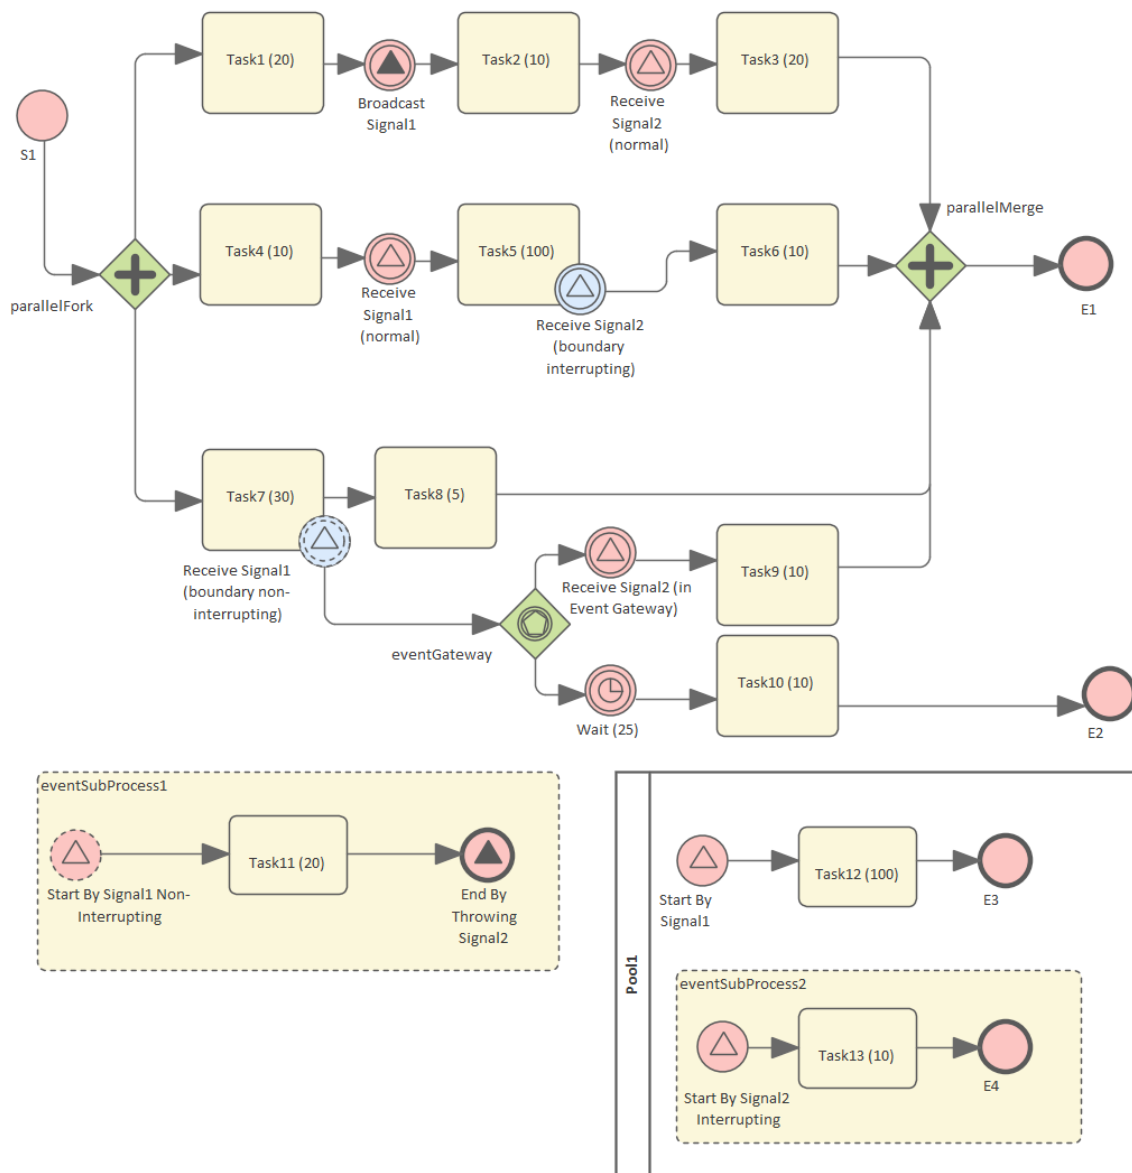 Task1 (20)
Task2 (10)
Task3 (20)
Broadcast
Signal1
Receive
Signal2
(normal)
S1
parallelMerge
Task4 (10)
Task5 (100)
Task6 (10)
parallelFork
Receive
Signal1
(normal)
Receive Signal2
(boundary
interrupting)
E1
Task7 (30)
Task8 (5)
Receive Signal1
(boundary non-
interrupting)
Receive Signal2 (in
Event Gateway)
Task9 (10)
eventGateway
Task10 (10)
Wait (25)
E2
eventSubProcess1
Task11 (20)
Start By Signal1 Non-
Interrupting
End By
Throwing
Signal2
Pool1
Start By
Signal1
Task12 (100)
E3
eventSubProcess2
Task13 (10)
Start By Signal2
Interrupting
E4